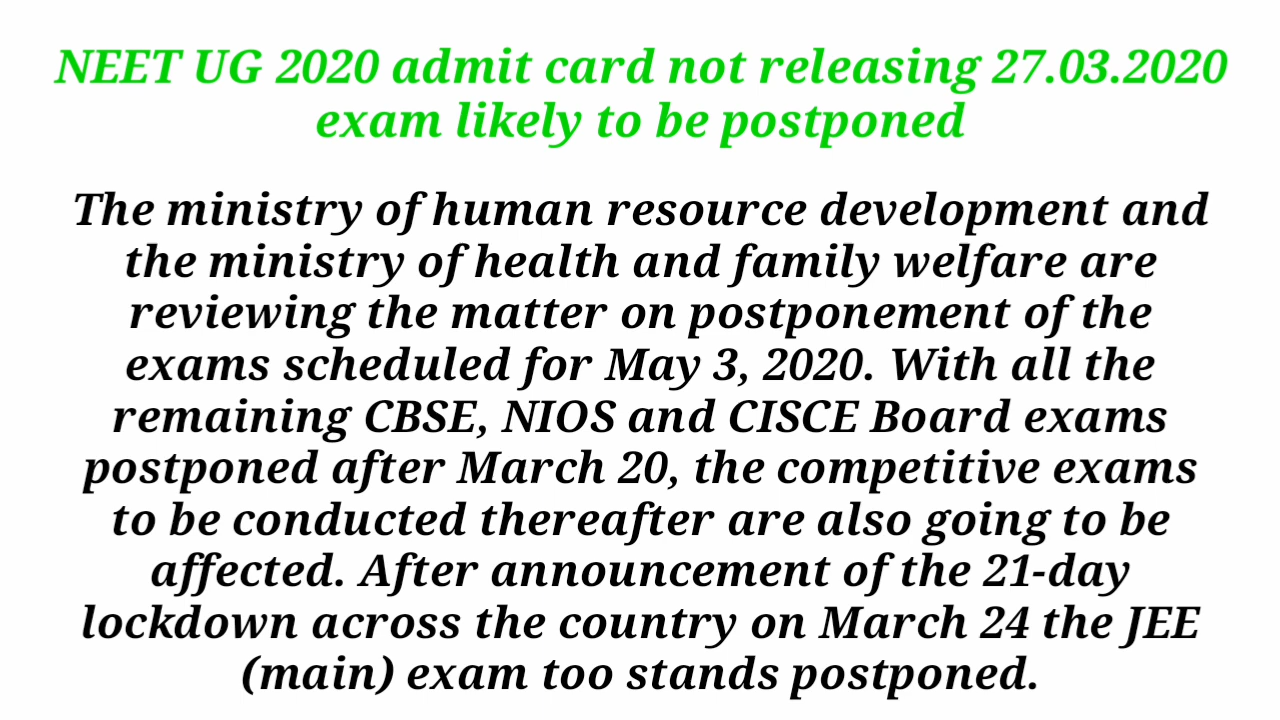 NEET UG 2020 admit card not releasing 27.03.2020
exam likely to be postponed
The ministry of human resource development and
the ministry of health and family welfare are
reviewing the matter on postponement of the
exams scheduled for May 3, 2020. With all the
remaining CBSE, NIOS and CISCE Board exams
postponed after March 20, the competitive exams
to be conducted thereafter are also going to be
affected. After announcement of the 21-day
lockdown across the country on March 24 the JEE
(main) exam too stands postponed.